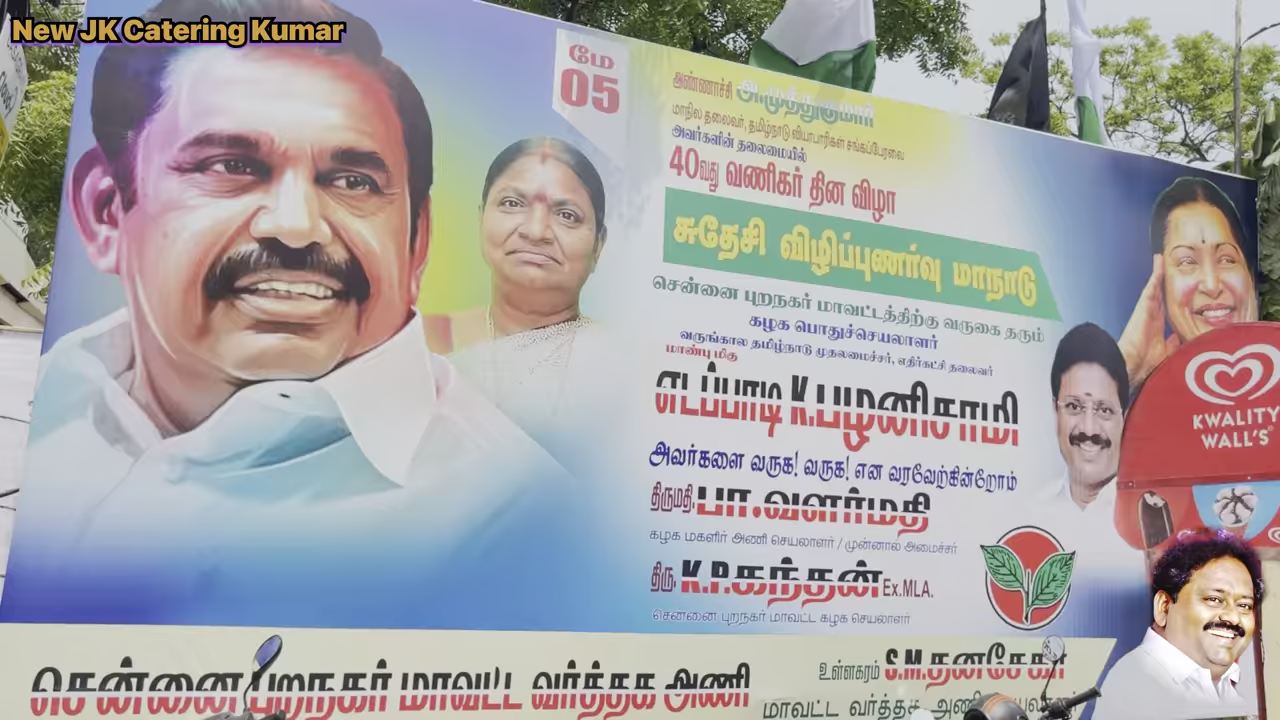 New JK Catering Kumar
மே
05
அண்ணாச்சி அ.முத்துகுமார்
மாநில தலைவர், தமிழ்நாடு வியாபாரிகள் சங்கப்பேரவை
அவர்களின் தலைமையில்
40வது வணிகர் தின விழா
சுதேசி விழிப்புணர்வு மாநாடு
சென்னை புறநகர் மாவட்டத்திற்கு வருகை தரும்
கழக பொதுச்செயலாளர்
வருங்கால தமிழ்நாடு முதலமைச்சர், எதிர்கட்சி தலைவர்
மாண்பு மிகு
எடப்பாடி K.பழனிசாமி
அவர்களை வருக! வருக! என வரவேற்கின்றோம்
திருமதி.பா.வளர்மதி
கழக மகளிர் அணி செயலாளர் / முன்னாள் அமைச்சர்
திரு.K.P.கந்தன் Ex.MLA.
சென்னை புறநகர் மாவட்ட கழக செயலாளர்
KWALITY
WALL'S
சென்னை புறநகர் மாவட்ட வர்த்தக அணி
உள்ளகரம் S.M.தனசேகர்
மாவட்ட வர்த்தக அணி செயலாளர்